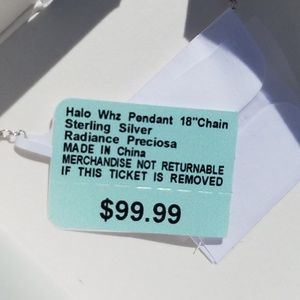 Halo Whz Pendant 18"Chain
Sterling Silver
Radiance Preciosa
MADE IN China
MERCHANDISE NOT RETURNABLE
IF THIS TICKET IS REMOVED
$99.99